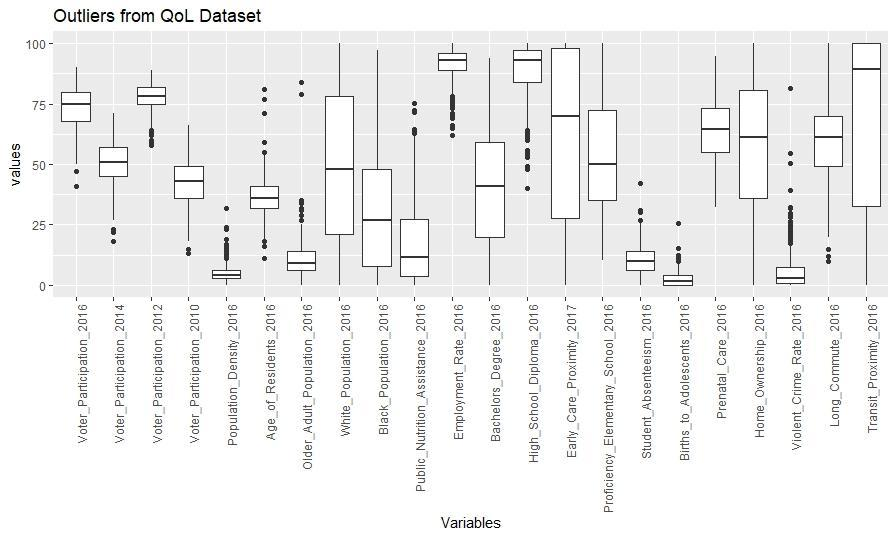 Outliers from QoL Dataset
values
100
75
50
25
0
Voter_Participation_2016
Voter_Participation_2014
Voter_Participation_2012
Voter_Participation_2010
Population_Density_2016
Age_of_Residents_2016
Older_Adult_Population_2016
White_Population_2016
Black_Population_2016
Public_Nutrition_Assistance_2016
Employment_Rate_2016
Bachelors_Degree_2016
High_School_Diploma_2016
Early_Care_Proximity_2017
Proficiency_Elementary_School_2016
Student_Absenteeism_2016
Births_to_Adolescents_2016
Prenatal_Care_2016
Home_Ownership_2016
Violent_Crime_Rate_2016
Long_Commute_2016
Transit_Proximity_2016
Variables